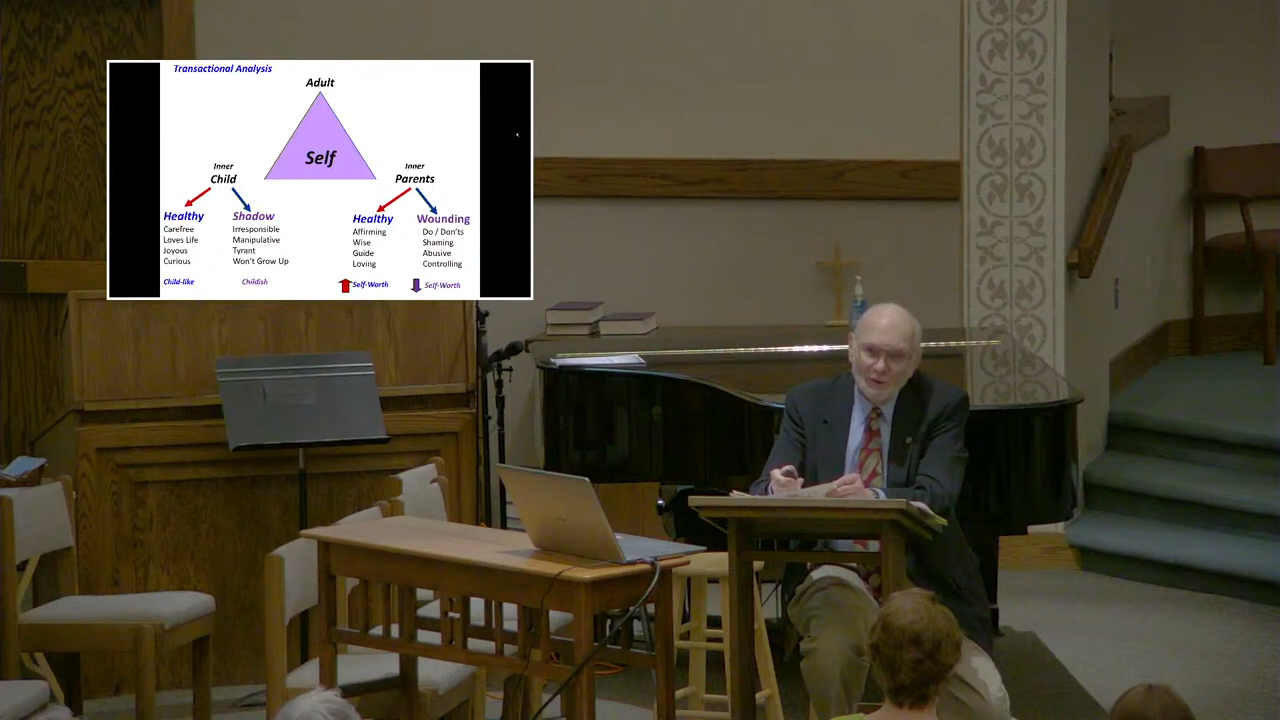 Transactional Analysis
Adult
Self
Inner
Child
Inner
Parents
Healthy
Carefree
Loves Life
Joyous
Curious
Child-like
Shadow
Irresponsible
Manipulative
Tyrant
Won't Grow Up
Childish
Healthy
Affirming
Wise
Guide
Loving
Self-Worth
Wounding
Do / Don'ts
Shaming
Abusive
Controlling
Self-Worth